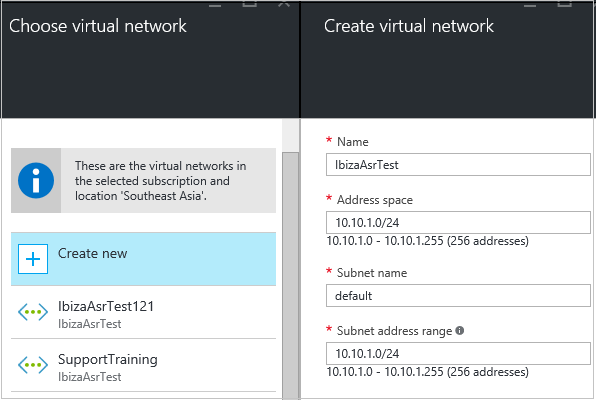 Choose virtual network
These are the virtual networks in
the selected subscription and
location 'Southeast Asia'.
Create new
IbizaAsrTest121
IbizaAsrTest
SupportTraining
IbizaAsrTest
Create virtual network
* Name
IbizaAsrTest
* Address space
10.10.1.0/24
10.10.1.0 - 10.10.1.255 (256 addresses)
* Subnet name
default
* Subnet address range
10.10.1.0/24
10.10.1.0 - 10.10.1.255 (256 addresses)